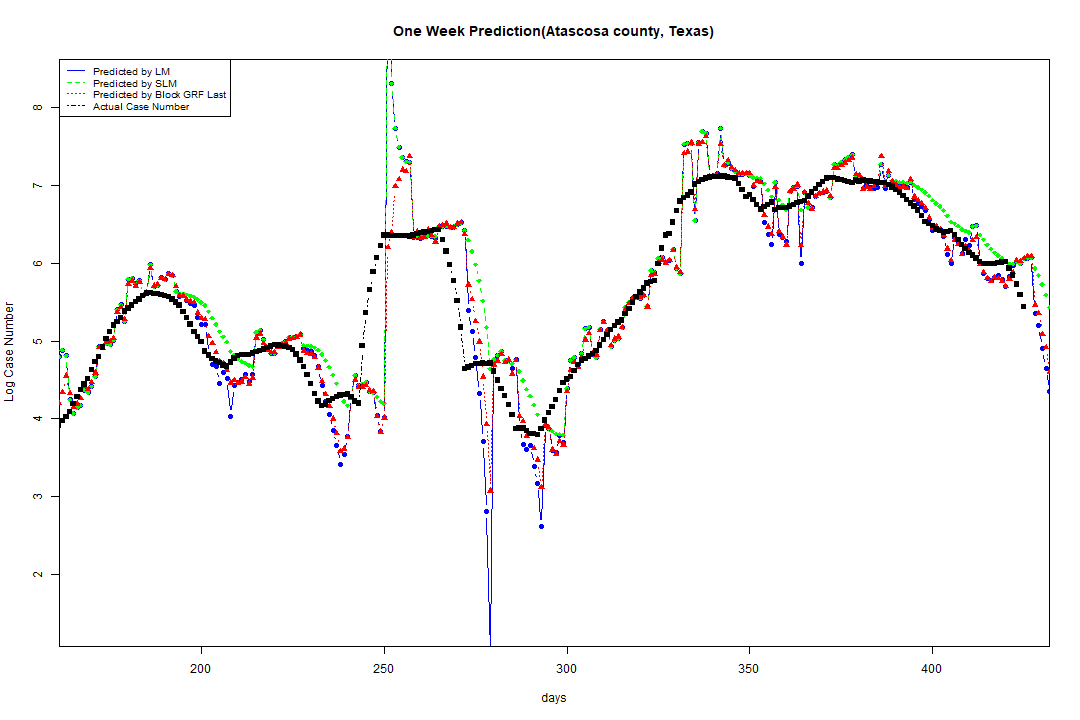 One Week Prediction(Atascosa county, Texas)
Predicted by LM
Predicted by SLM
Predicted by Block GRF Last
Actual Case Number
Log Case Number
8
7
6
5
4
3
2
200 250 300 350 400
days